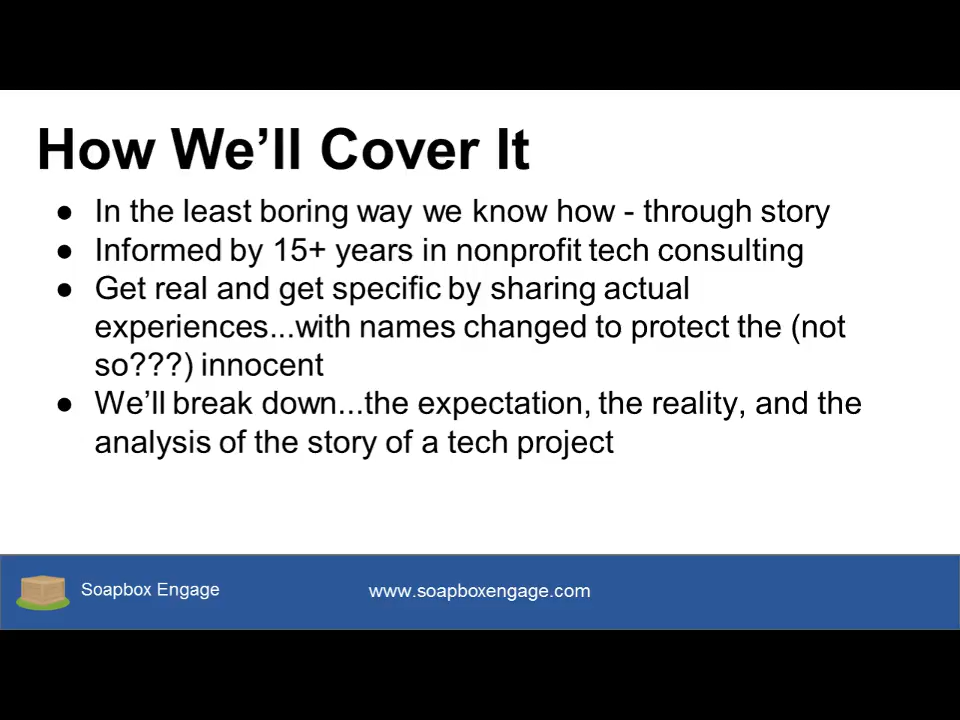 How We'll Cover It
● In the least boring way we know how - through story
● Informed by 15+ years in nonprofit tech consulting
● Get real and get specific by sharing actual
experiences...with names changed to protect the (not
so???) innocent
● We'll break down...the expectation, the reality, and the
analysis of the story of a tech project
Soapbox Engage
www.soapboxengage.com